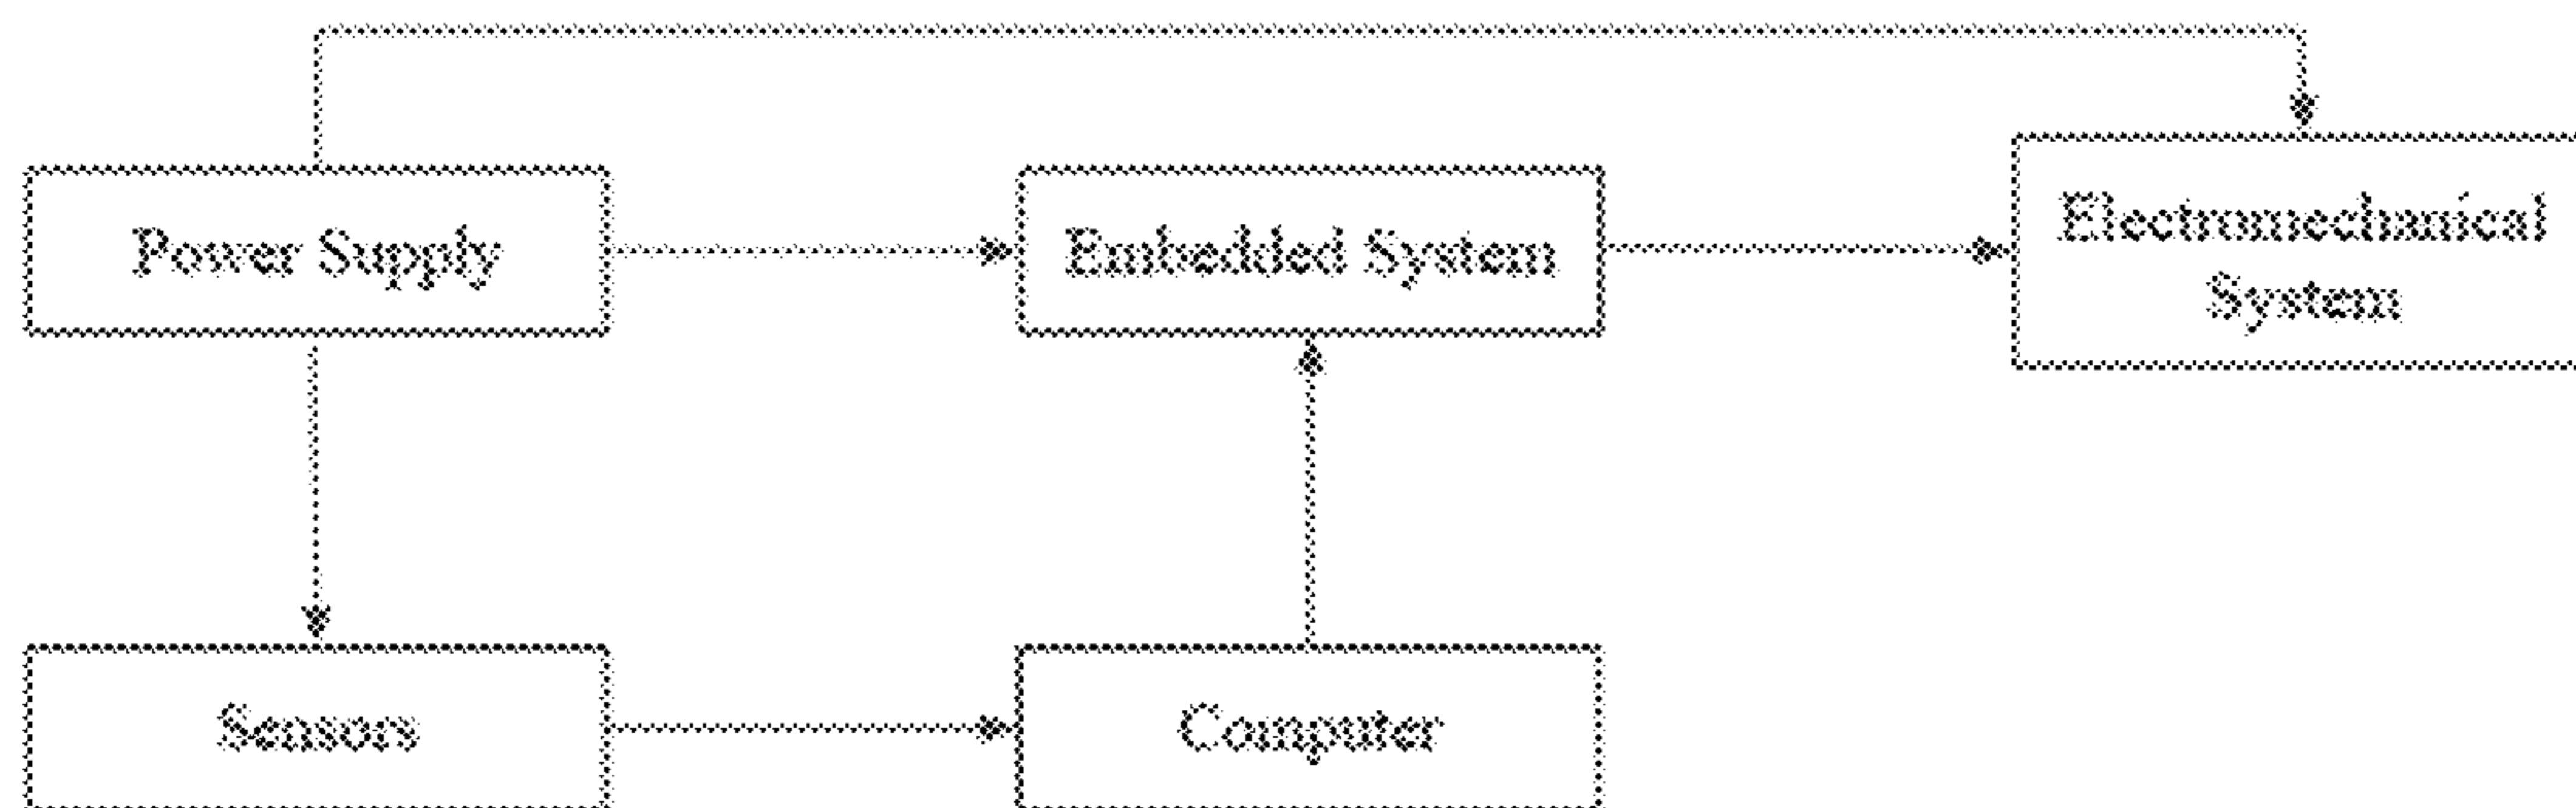 Power Supply
Embedded System
Electromechanical
System
Sensors
Computer